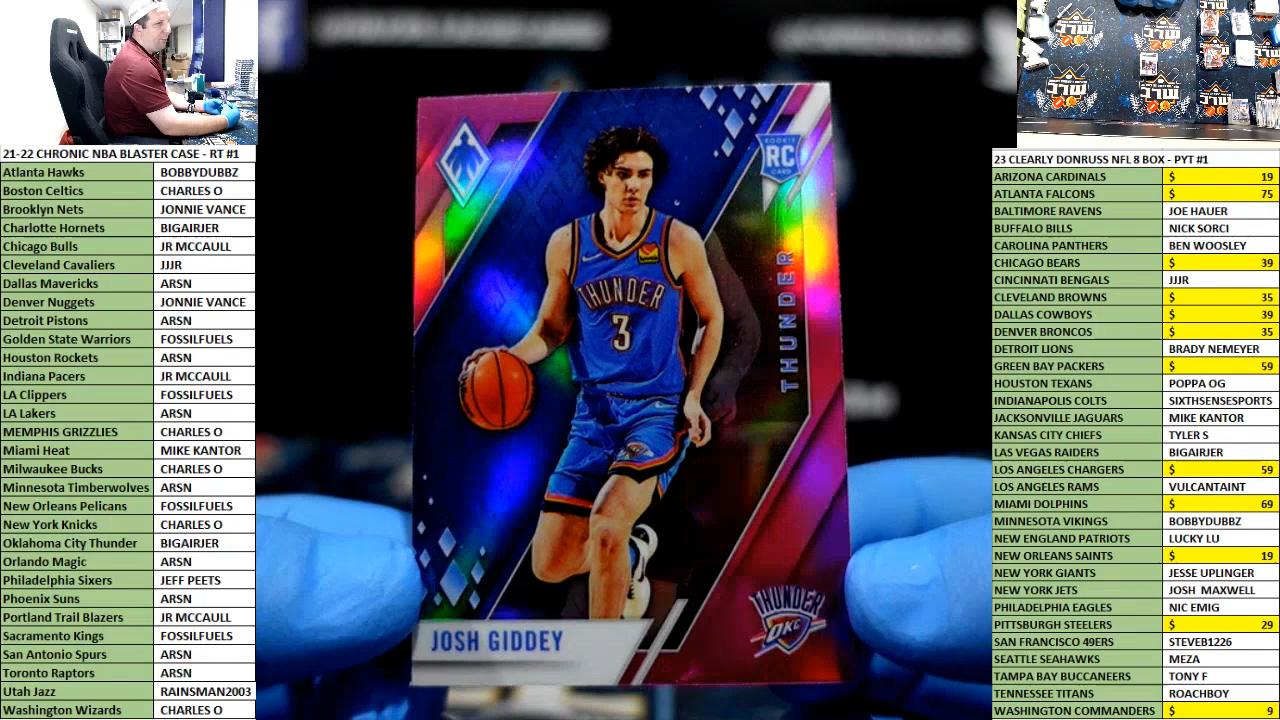 21-22 CHRONIC NBA BLASTER CASE - RT #1
Atlanta Hawks BOBBYDUBBZ
Boston Celtics CHARLES O
Brooklyn Nets JONNIE VANCE
Charlotte Hornets BIGAIRJER
Chicago Bulls JR MCCAULL
Cleveland Cavaliers JJJR
Dallas Mavericks ARSN
Denver Nuggets JONNIE VANCE
Detroit Pistons ARSN
Golden State Warriors FOSSILFUELS
Houston Rockets ARSN
Indiana Pacers JR MCCAULL
LA Clippers FOSSILFUELS
LA Lakers ARSN
MEMPHIS GRIZZLIES CHARLES O
Miami Heat MIKE KANTOR
Milwaukee Bucks CHARLES O
Minnesota Timberwolves ARSN
New Orleans Pelicans FOSSILFUELS
New York Knicks CHARLES O
Oklahoma City Thunder BIGAIRJER
Orlando Magic ARSN
Philadelphia Sixers JEFF PEETS
Phoenix Suns ARSN
Portland Trail Blazers JR MCCAULL
Sacramento Kings FOSSILFUELS
San Antonio Spurs ARSN
Toronto Raptors ARSN
Utah Jazz RAINSMAN2003
Washington Wizards CHARLES O
ROOKIE
RC
CARD
THUNDER
THUNDER
3
JOSH GIDDEY
THUNDER
OKC
23 CLEARLY DONRUSS NFL 8 BOX - PYT #1
ARIZONA CARDINALS $ 19
ATLANTA FALCONS $ 75
BALTIMORE RAVENS JOE HAUER
BUFFALO BILLS NICK SORCI
CAROLINA PANTHERS BEN WOOSLEY
CHICAGO BEARS $ 39
CINCINNATI BENGALS JJJR
CLEVELAND BROWNS $ 35
DALLAS COWBOYS $ 39
DENVER BRONCOS $ 35
DETROIT LIONS BRADY NEMEYER
GREEN BAY PACKERS $ 59
HOUSTON TEXANS POPPA OG
INDIANAPOLIS COLTS SIXTHSENSESPORTS
JACKSONVILLE JAGUARS MIKE KANTOR
KANSAS CITY CHIEFS TYLER S
LAS VEGAS RAIDERS BIGAIRJER
LOS ANGELES CHARGERS $ 59
LOS ANGELES RAMS VULCANTAINT
MIAMI DOLPHINS $ 69
MINNESOTA VIKINGS BOBBYDUBBZ
NEW ENGLAND PATRIOTS LUCKY LU
NEW ORLEANS SAINTS $ 19
NEW YORK GIANTS JESSE UPLINGER
NEW YORK JETS JOSH MAXWELL
PHILADELPHIA EAGLES NIC EMIG
PITTSBURGH STEELERS $ 29
SAN FRANCISCO 49ERS STEVEB1226
SEATTLE SEAHAWKS MEZA
TAMPA BAY BUCCANEERS TONY F
TENNESSEE TITANS ROACHBOY
WASHINGTON COMMANDERS $ 9